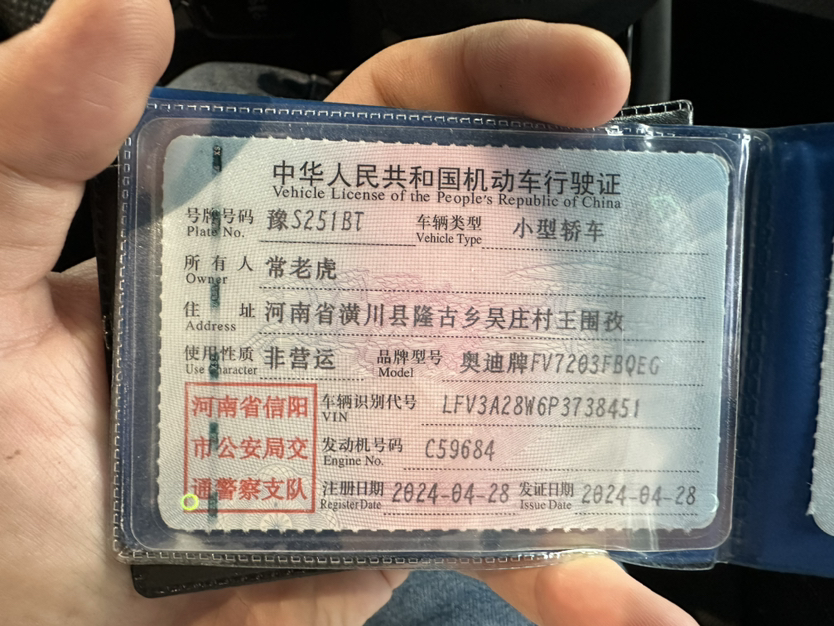 中华人民共和国机动车行驶证
Vehicle License of the People's Republic of China
号牌号码 豫S251BT 车辆类型 小型轿车
Plate No. Vehicle Type
所有人 常老虎
Owner
住址 河南省潢川县隆古乡吴庄村王围孜
Address
使用性质 非营运 品牌型号 奥迪牌FV7203FBQEG
Use Character Model
河南省信阳 车辆识别代号 LFV3A28W6P3738451
VIN
市公安局交 发动机号码 C59684
Engine No.
通警察支队 注册日期 2024-04-28 发证日期 2024-04-28
Register Date Issue Date